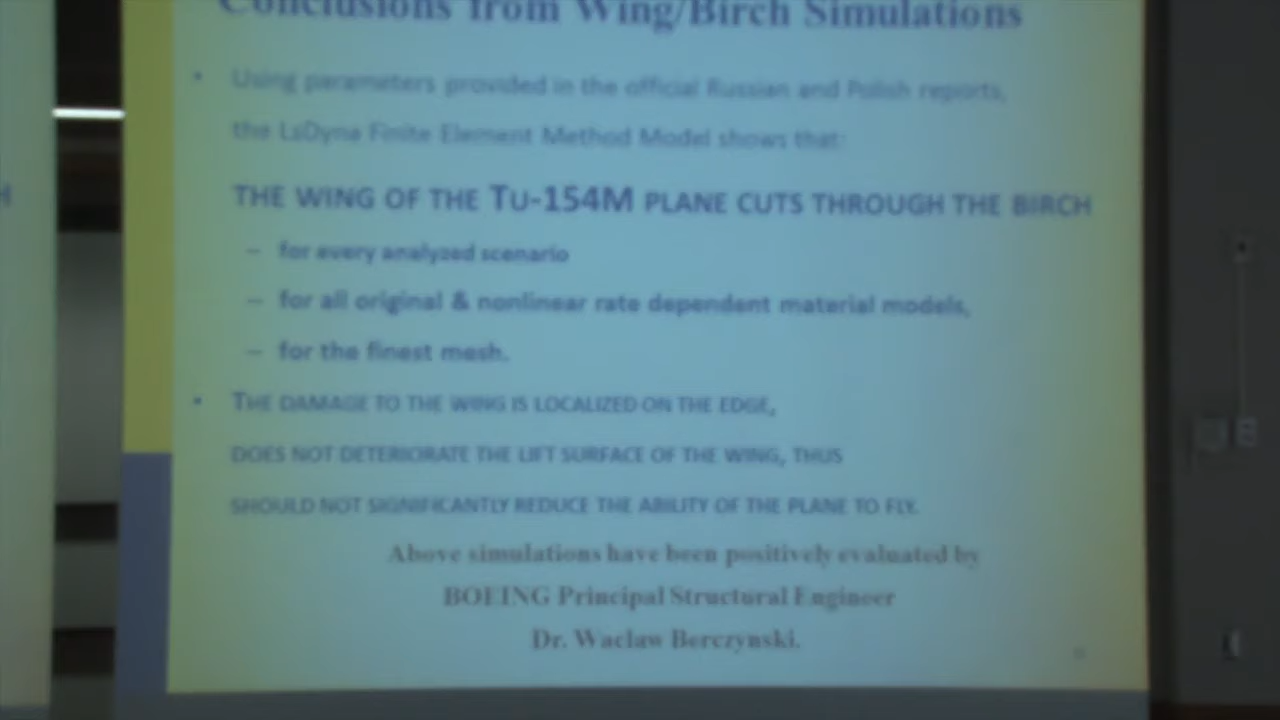 Conclusions from Wing/Birch Simulations
• Using parameters provided in the official Russian and Polish reports,
the LsDyna Finite Element Method Model shows that:
THE WING OF THE TU-154M PLANE CUTS THROUGH THE BIRCH
– for every analyzed scenario
– for all original & nonlinear rate dependent material models,
– for the finest mesh.
• THE DAMAGE TO THE WING IS LOCALIZED ON THE EDGE,
DOES NOT DETERIORATE THE LIFT SURFACE OF THE WING, THUS
SHOULD NOT SIGNIFICANTLY REDUCE THE ABILITY OF THE PLANE TO FLY.
Above simulations have been positively evaluated by
BOEING Principal Structural Engineer
Dr. Waclaw Berczynski.
H